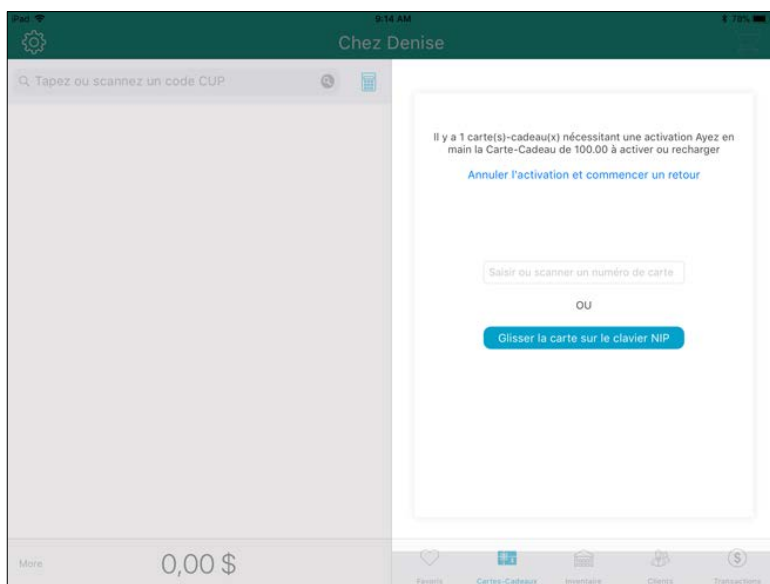 iPad 9:14 AM 78%
Chez Denise
Tapez ou scannez un code CUP
Il y a 1 carte(s)-cadeau(x) nécessitant une activation Ayez en
main la Carte-Cadeau de 100.00 à activer ou recharger
Annuler l'activation et commencer un retour
Saisir ou scanner un numéro de carte
OU
Glisser la carte sur le clavier NIP
More 0,00 $
Favoris Cartes-Cadeaux Inventaire Clients Transactions